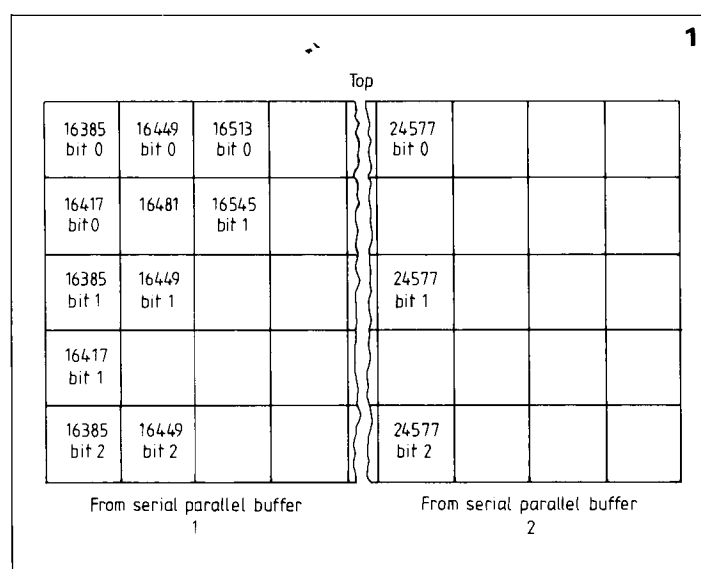 1
Top
16385 16449 16513 24577
bit 0 bit 0 bit 0 bit 0
16417 16481 16545
bit0 bit 1
16385 16449 24577
bit 1 bit 1 bit 1
16417
bit 1
16385 16449 24577
bit 2 bit 2 bit 2
From serial parallel buffer From serial parallel buffer
1 2